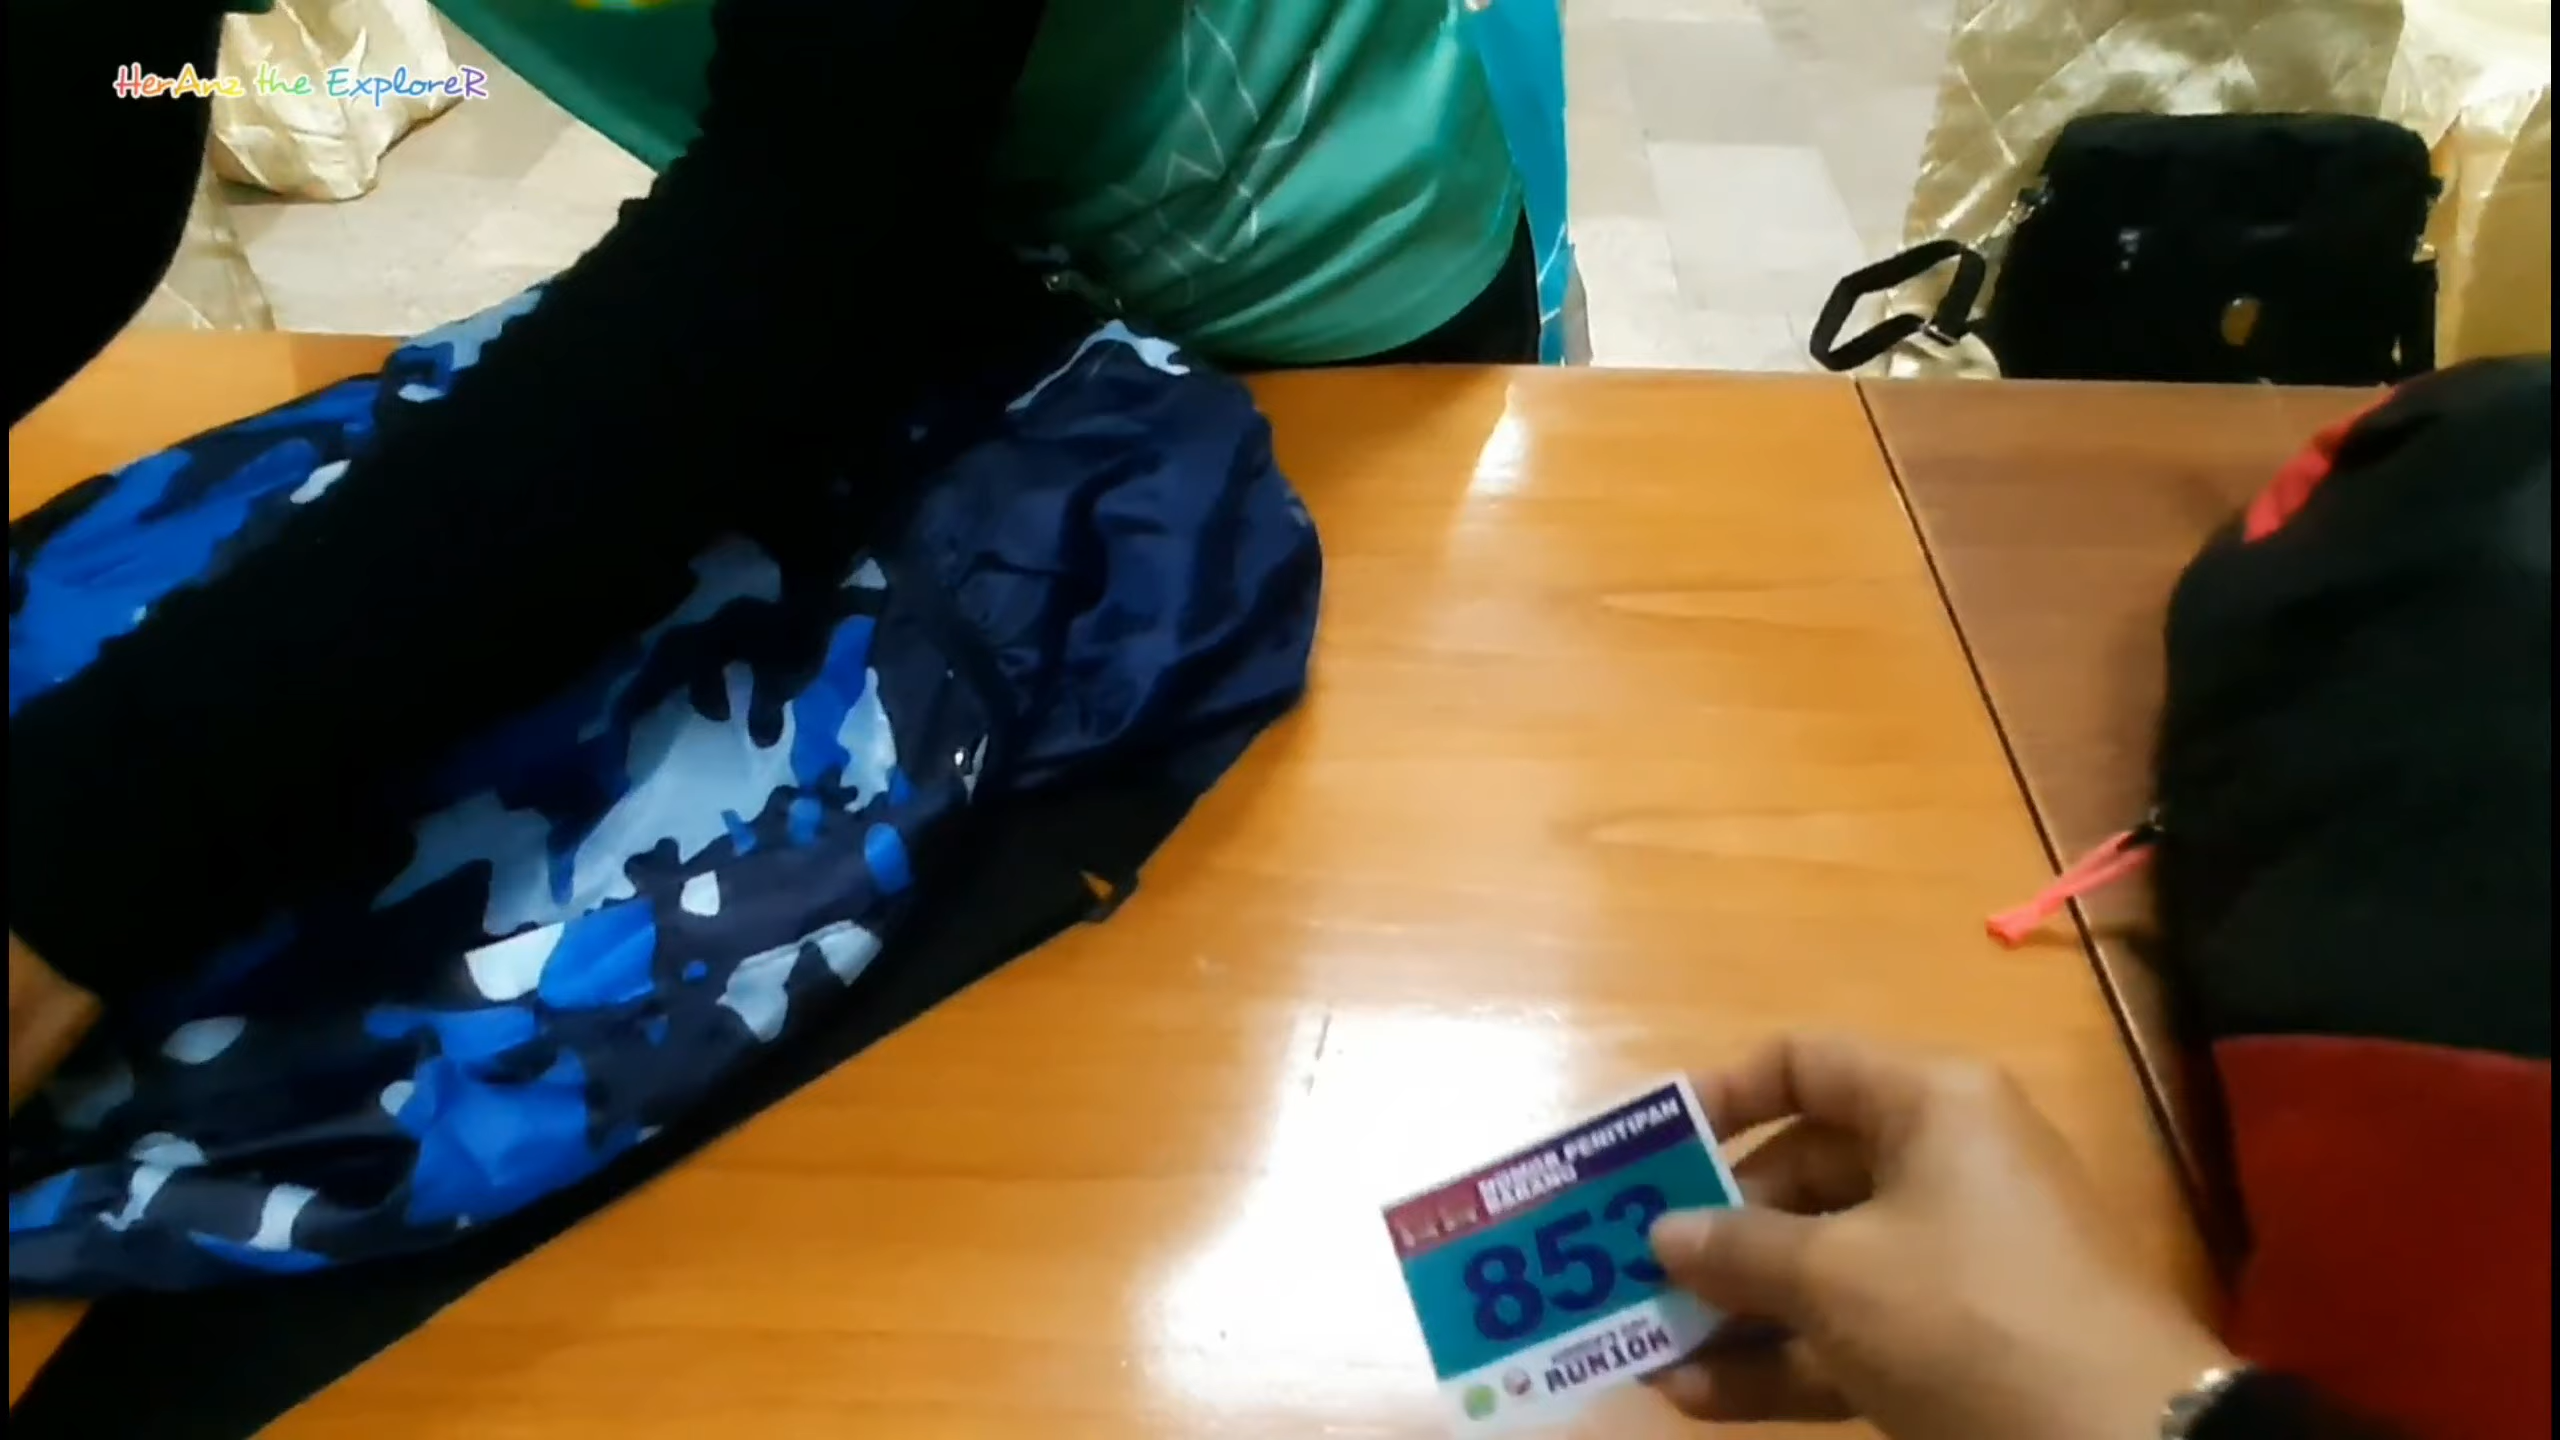 HerAnz the ExploreR
NOMOR PENITIPAN
BARANG
853
RUNION